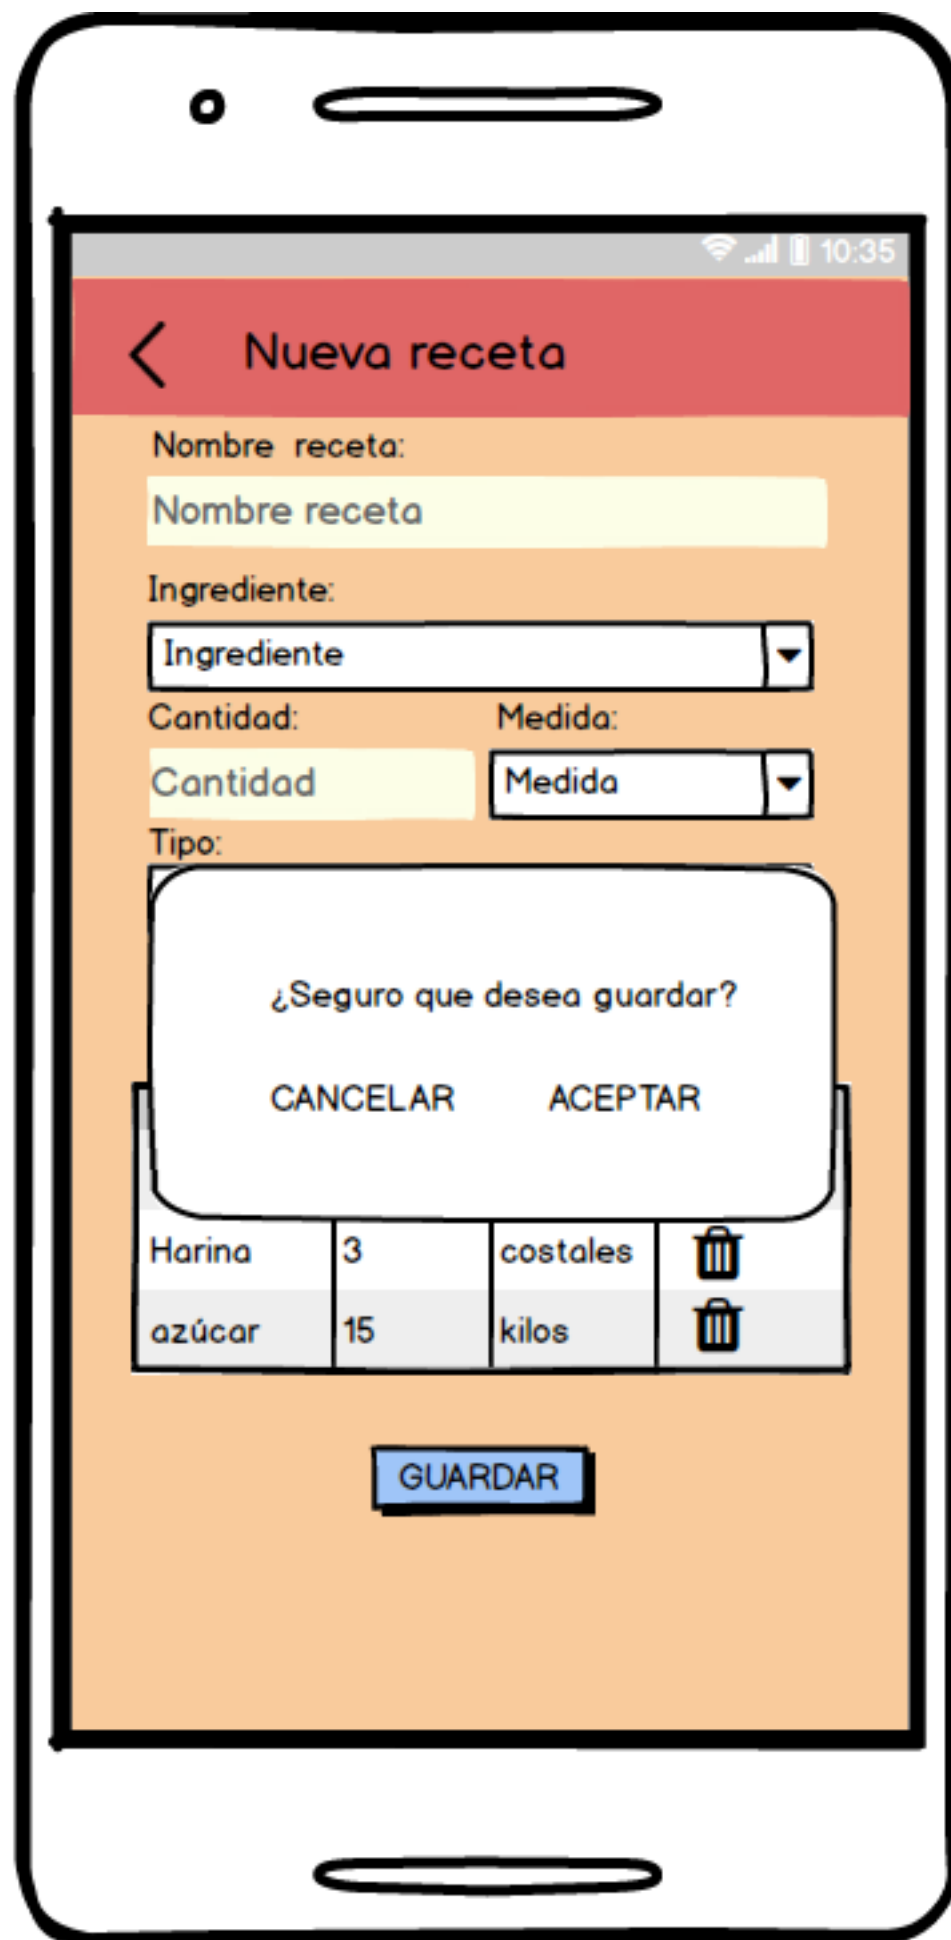 10:35
Nueva receta
Nombre receta:
Nombre receta
Ingrediente:
Ingrediente
Cantidad: Medida:
Cantidad Medida
Tipo:
¿Seguro que desea guardar?
CANCELAR ACEPTAR
Harina 3 costales
azúcar 15 kilos
GUARDAR